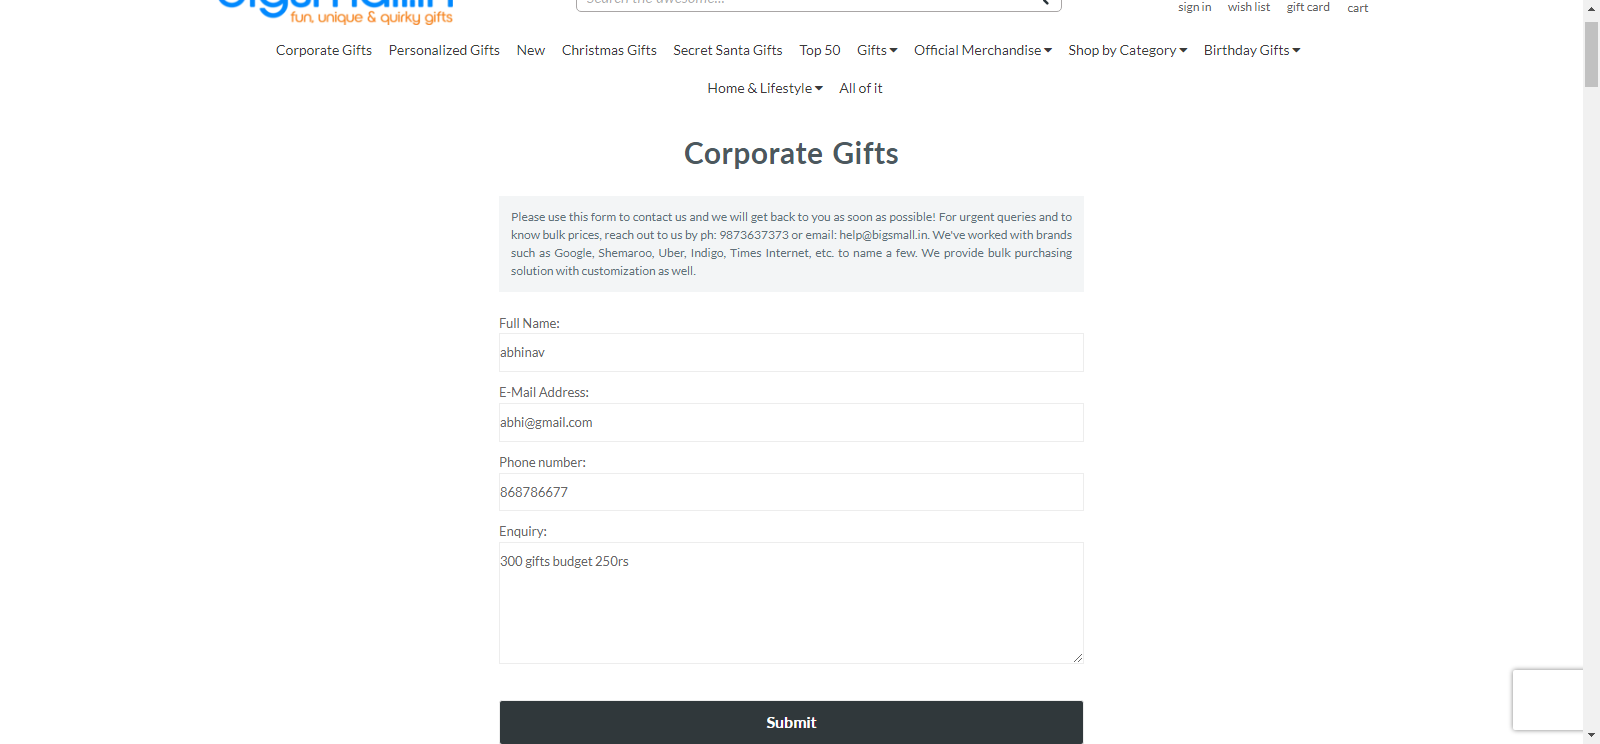 bigsmall.in
fun, unique & quirky gifts
Search the awesome...
sign in wish list gift card cart
Corporate Gifts Personalized Gifts New Christmas Gifts Secret Santa Gifts Top 50 Gifts Official Merchandise Shop by Category Birthday Gifts
Home & Lifestyle All of it
Corporate Gifts
Please use this form to contact us and we will get back to you as soon as possible! For urgent queries and to
know bulk prices, reach out to us by ph: 9873637373 or email: help@bigsmall.in. We've worked with brands
such as Google, Shemaroo, Uber, Indigo, Times Internet, etc. to name a few. We provide bulk purchasing
solution with customization as well.
Full Name:
abhinav
E-Mail Address:
abhi@gmail.com
Phone number:
868786677
Enquiry:
300 gifts budget 250rs
Submit